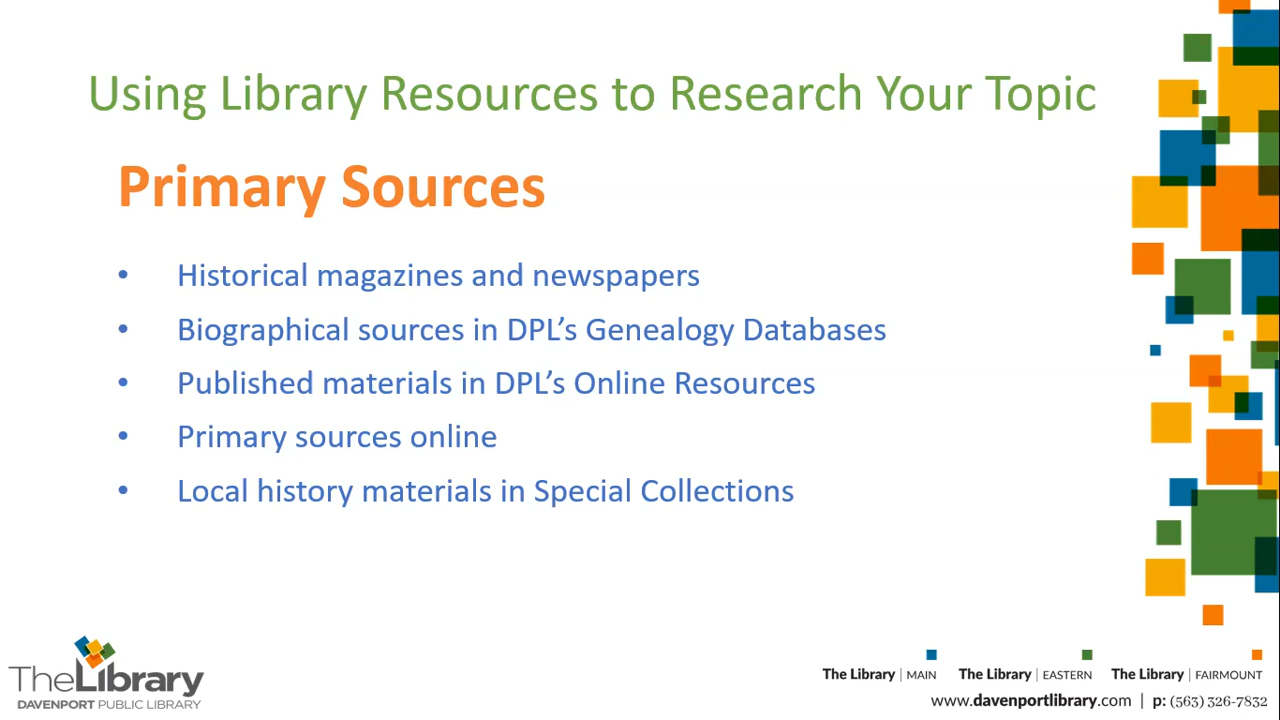 Using Library Resources to Research Your Topic
Primary Sources
• Historical magazines and newspapers
• Biographical sources in DPL’s Genealogy Databases
• Published materials in DPL’s Online Resources
• Primary sources online
• Local history materials in Special Collections
TheLibrary
DAVENPORT PUBLIC LIBRARY
The Library | MAIN The Library | EASTERN The Library | FAIRMOUNT
www.davenportlibrary.com | p: (563) 326-7832